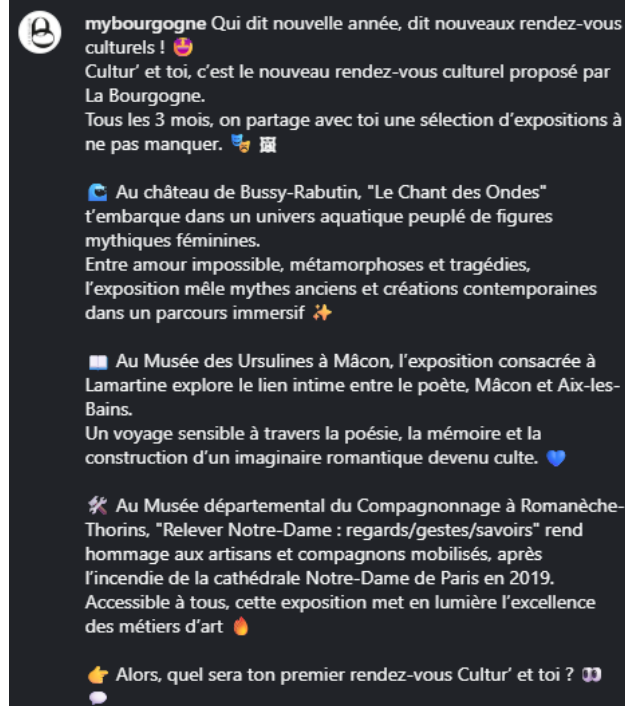 mybourgogne Qui dit nouvelle année, dit nouveaux rendez-vous
culturels ! 🤩
Cultur' et toi, c'est le nouveau rendez-vous culturel proposé par
La Bourgogne.
Tous les 3 mois, on partage avec toi une sélection d'expositions à
ne pas manquer. 🎭 🖼
🌊 Au château de Bussy-Rabutin, "Le Chant des Ondes"
t'embarque dans un univers aquatique peuplé de figures
mythiques féminines.
Entre amour impossible, métamorphoses et tragédies,
l'exposition mêle mythes anciens et créations contemporaines
dans un parcours immersif ✨
📖 Au Musée des Ursulines à Mâcon, l'exposition consacrée à
Lamartine explore le lien intime entre le poète, Mâcon et Aix-les-
Bains.
Un voyage sensible à travers la poésie, la mémoire et la
construction d'un imaginaire romantique devenu culte. 💙
🛠 Au Musée départemental du Compagnonnage à Romanèche-
Thorins, "Relever Notre-Dame : regards/gestes/savoirs" rend
hommage aux artisans et compagnons mobilisés, après
l'incendie de la cathédrale Notre-Dame de Paris en 2019.
Accessible à tous, cette exposition met en lumière l'excellence
des métiers d'art 🔥
👉 Alors, quel sera ton premier rendez-vous Cultur' et toi ? 👀
💬